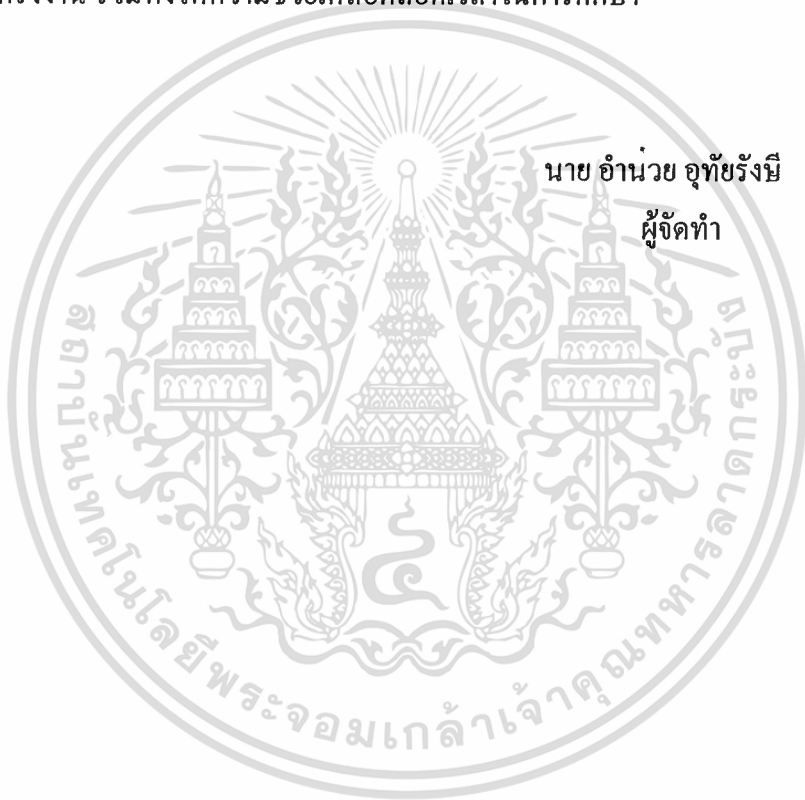 นาย อำนวย อุทัยรังษี
ผู้จัดทำ
สถาบันเทคโนโลยีพระจอมเกล้าเจ้าคุณทหารลาดกระบัง
๔